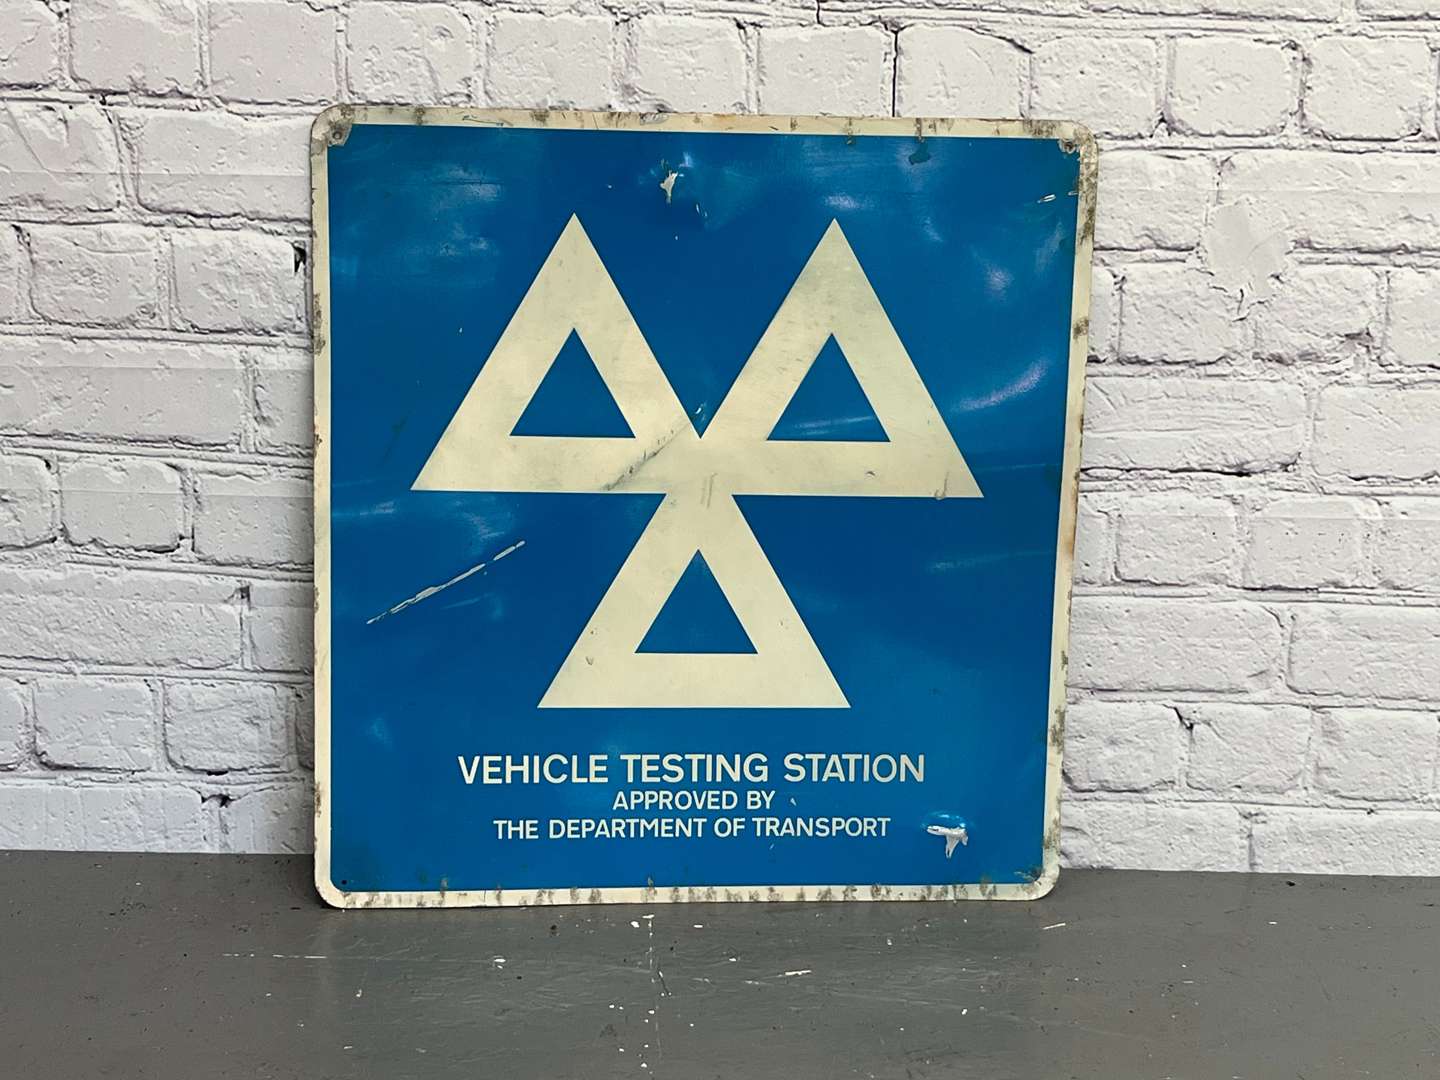 VEHICLE TESTING STATION
APPROVED BY
THE DEPARTMENT OF TRANSPORT